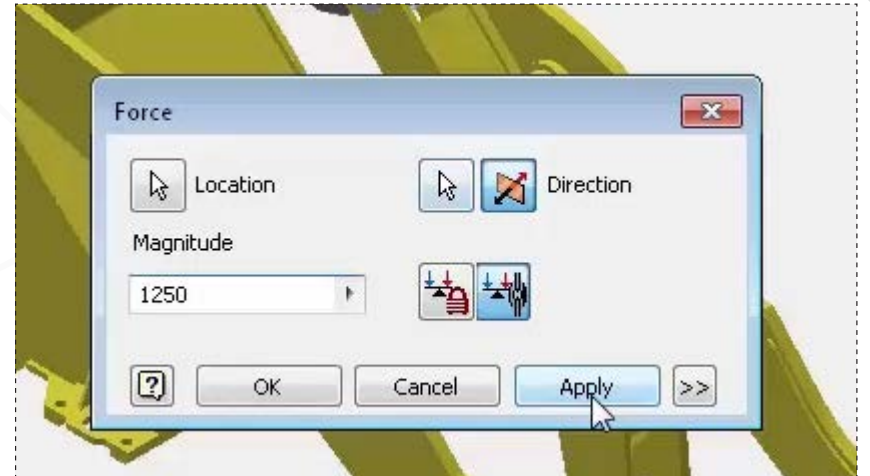 Force
Location
Direction
Magnitude
1250
?
OK
Cancel
Apply
>>